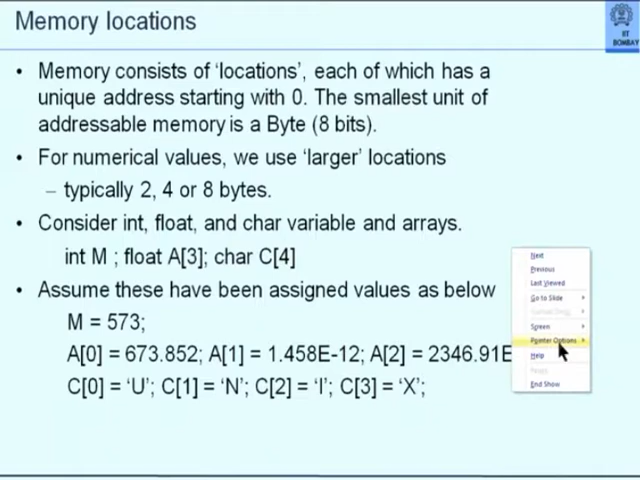 Memory locations
IIT
BOMBAY
• Memory consists of ‘locations’, each of which has a
unique address starting with 0. The smallest unit of
addressable memory is a Byte (8 bits).
• For numerical values, we use ‘larger’ locations
– typically 2, 4 or 8 bytes.
• Consider int, float, and char variable and arrays.
int M ; float A[3]; char C[4]
• Assume these have been assigned values as below
M = 573;
A[0] = 673.852; A[1] = 1.458E-12; A[2] = 2346.91E
C[0] = ‘U’; C[1] = ‘N’; C[2] = ‘I’; C[3] = ‘X’;
Next
Previous
Last Viewed
Go to Slide
Screen
Pointer Options
Help
End Show